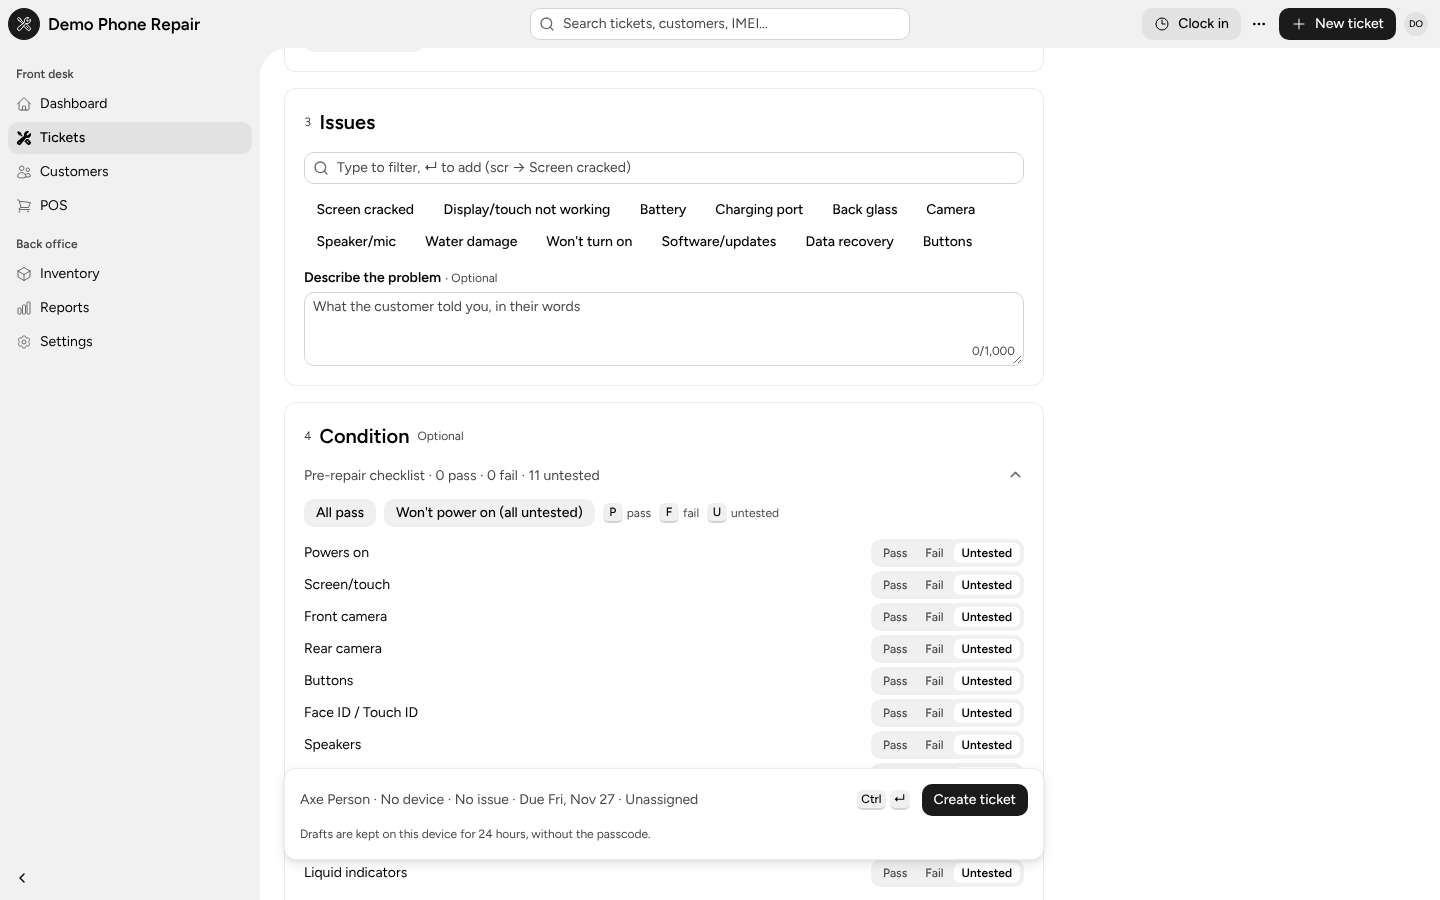 Demo Phone Repair
Search tickets, customers, IMEI...
Clock in
New ticket
DO
Front desk
Dashboard
Tickets
Customers
POS
Back office
Inventory
Reports
Settings
3 Issues
Type to filter, ↵ to add (scr → Screen cracked)
Screen cracked Display/touch not working Battery Charging port Back glass Camera
Speaker/mic Water damage Won't turn on Software/updates Data recovery Buttons
Describe the problem · Optional
What the customer told you, in their words
0/1,000
4 Condition Optional
Pre-repair checklist · 0 pass · 0 fail · 11 untested
All pass Won't power on (all untested) P pass F fail U untested
Powers on Pass Fail Untested
Screen/touch Pass Fail Untested
Front camera Pass Fail Untested
Rear camera Pass Fail Untested
Buttons Pass Fail Untested
Face ID / Touch ID Pass Fail Untested
Speakers Pass Fail Untested
Axe Person · No device · No issue · Due Fri, Nov 27 · Unassigned Ctrl ↵ Create ticket
Drafts are kept on this device for 24 hours, without the passcode.
Liquid indicators Pass Fail Untested